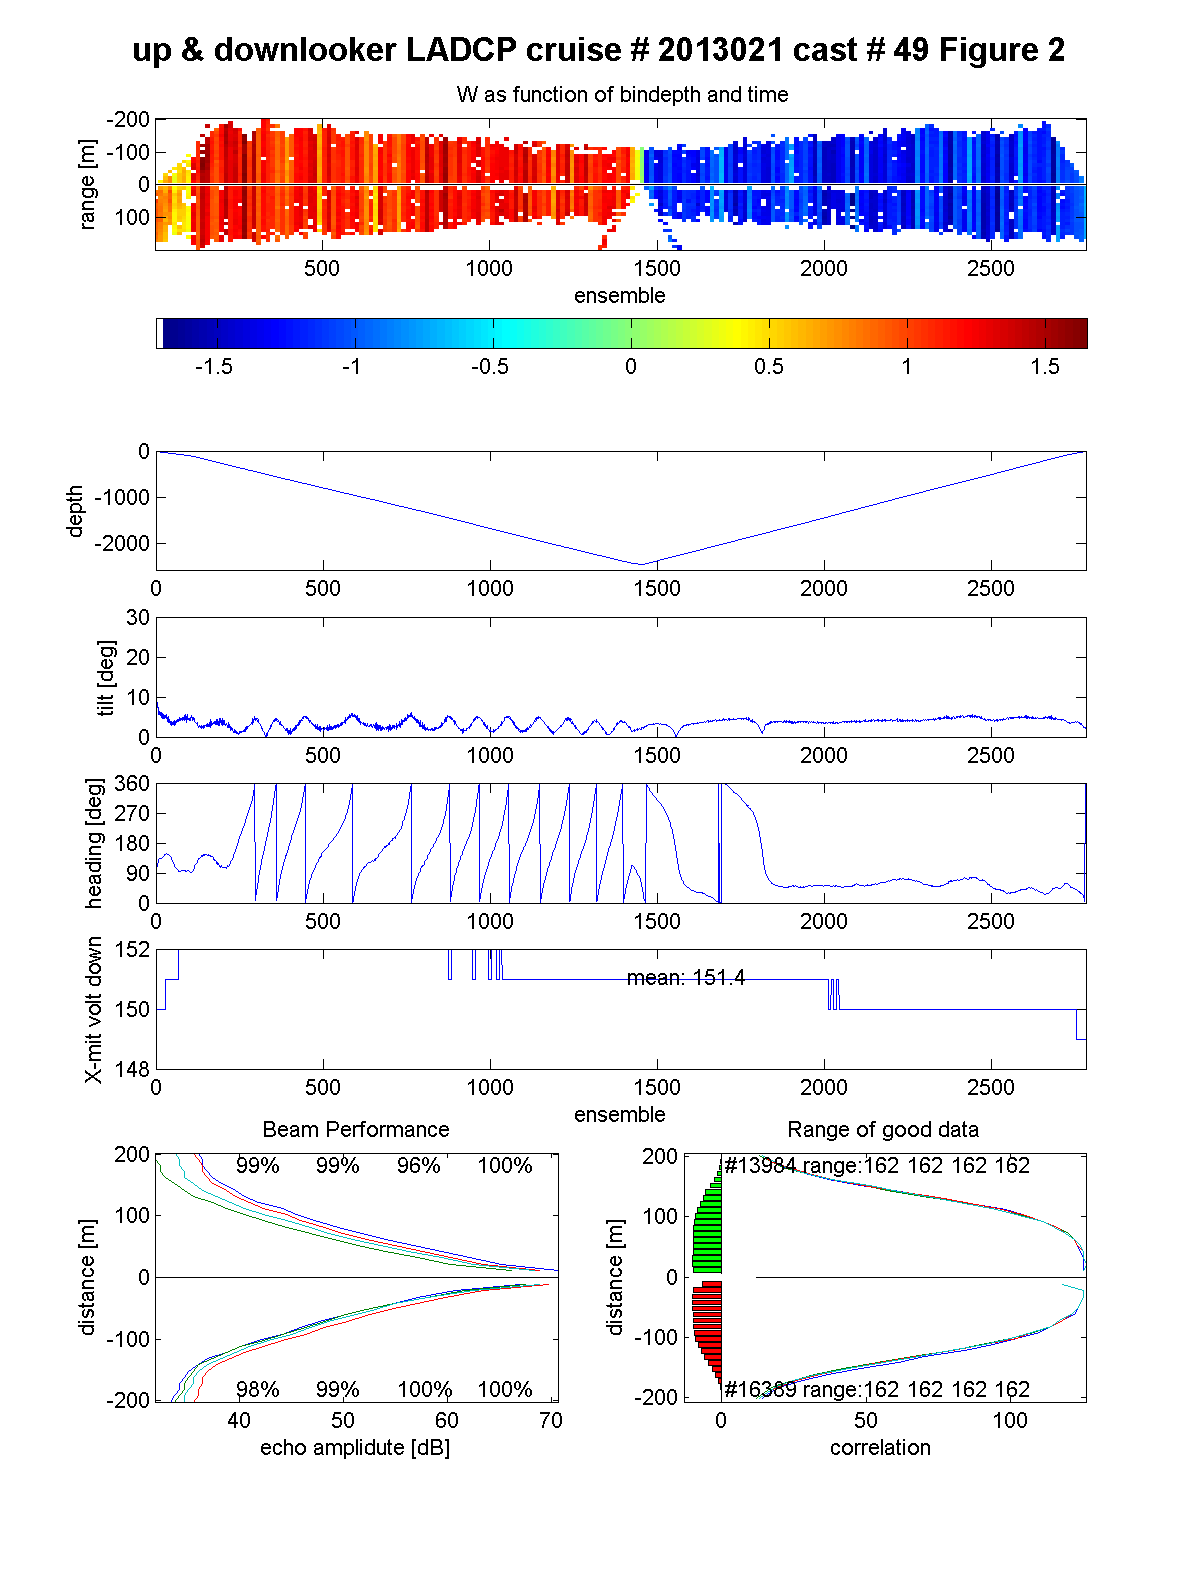 up & downlooker LADCP cruise # 2013021 cast # 49 Figure 2
W as function of bindepth and time
range [m]
-200
-100
0
100
500 1000 1500 2000 2500
ensemble
-1.5 -1 -0.5 0 0.5 1 1.5
depth
0
-1000
-2000
0 500 1000 1500 2000 2500
tilt [deg]
30
20
10
0
0 500 1000 1500 2000 2500
heading [deg]
360
270
180
90
0
0 500 1000 1500 2000 2500
X-mit volt down
152
150
148
mean: 151.4
0 500 1000 1500 2000 2500
ensemble
Beam Performance
distance [m]
200
100
0
-100
-200
99% 99% 96% 100%
98% 99% 100% 100%
40 50 60 70
echo amplidute [dB]
Range of good data
distance [m]
200
100
0
-100
-200
#13984 range:162 162 162 162
#16389 range:162 162 162 162
0 50 100
correlation